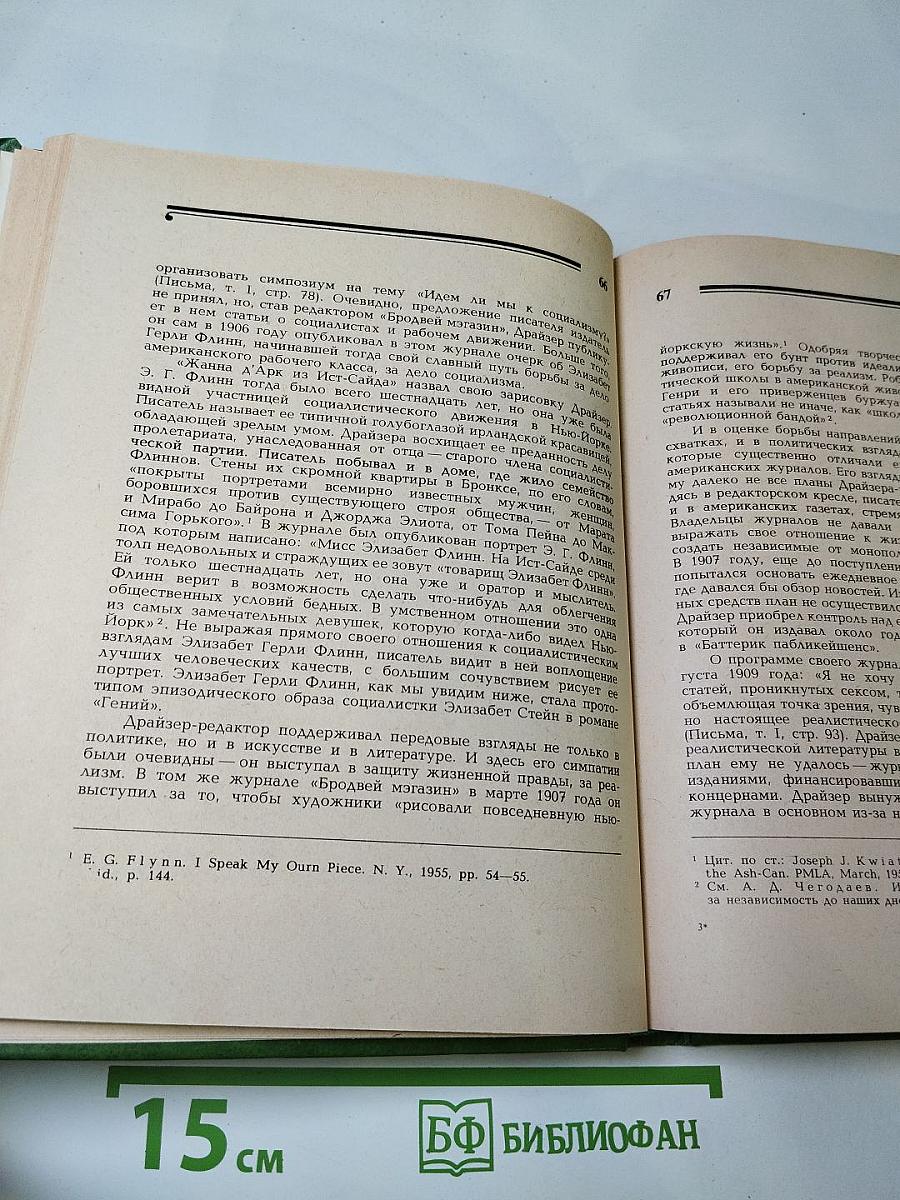 66
организовать симпозиум на тему «Идем ли мы к социализму?»
(Письма, т. I, стр. 78). Очевидно, предложение писателя издатель
не принял, но, став редактором «Бродвей мэгазин», Драйзер публику-
ет в нем статьи о социалистах и рабочем движении. Больше того,
он сам в 1906 году опубликовал в этом журнале очерк об Элизабет
Герли Флинн, начинавшей тогда свой славный путь борьбы за дело
американского рабочего класса, за дело социализма.
«Жанна д'Арк из Ист-Сайда» назвал свою зарисовку Драйзер.
Э. Г. Флинн тогда было всего шестнадцать лет, но она уже была
видной участницей социалистического движения в Нью-Йорке.
Писатель называет ее типичной голубоглазой ирландской красавицей,
обладающей зрелым умом. Драйзера восхищает ее преданность делу
пролетариата, унаследованная от отца — старого члена социалисти-
ческой партии. Писатель побывал и в доме, где жило семейство
Флиннов. Стены их скромной квартиры в Бронксе, по его словам,
«покрыты портретами всемирно известных мужчин, женщин,
боровшихся против существующего строя общества, — от Марата
и Мирабо до Байрона и Джорджа Элиота, от Тома Пейна до Мак-
сима Горького».¹ В журнале был опубликован портрет Э. Г. Флинн,
под которым написано: «Мисс Элизабет Флинн. На Ист-Сайде среди
толп недовольных и страждущих ее зовут «товарищ Элизабет Флинн».
Ей только шестнадцать лет, но она уже и оратор и мыслитель.
Флинн верит в возможность сделать что-нибудь для облегчения
общественных условий бедных. В умственном отношении это одна
из самых замечательных девушек, которую когда-либо видел Нью-
Йорк»². Не выражая прямого своего отношения к социалистическим
взглядам Элизабет Герли Флинн, писатель видит в ней воплощение
лучших человеческих качеств, с большим сочувствием рисует ее
портрет. Элизабет Герли Флинн, как мы увидим ниже, стала прото-
типом эпизодического образа социалистки Элизабет Стейн в романе
«Гений».
Драйзер-редактор поддерживал передовые взгляды не только в
политике, но и в искусстве и в литературе. И здесь его симпатии
были очевидны — он выступал в защиту жизненной правды, за реа-
лизм. В том же журнале «Бродвей мэгазин» в марте 1907 года он
выступил за то, чтобы художники «рисовали повседневную нью-
¹ E. G. Flynn. I Speak My Ourn Piece. N. Y., 1955, pp. 54—55.
id., p. 144.
67
йоркскую жизнь».¹ Одобряя творчес
поддерживал его бунт против идеали
живописи, его борьбу за реализм. Роб
тической школы в американской живо
Генри и его приверженцев буржуа
статьях называли не иначе, как «школ
«революционной бандой»².
И в оценке борьбы направлений
схватках, и в политических взгляда
которые существенно отличали е
американских журналов. Его взгляд
му далеко не все планы Драйзера-
дясь в редакторском кресле, писате
и в американских газетах, стремя
Владельцы журналов не давали
выражать свое отношение к жиз
создать независимые от монопол
В 1907 году, еще до поступлени
попытался основать ежедневное
где давался бы обзор новостей. Из
ных средств план не осуществилс
Драйзер приобрел контроль над е
который он издавал около год
в «Баттерик пабликейшенс».
О программе своего журнал
густа 1909 года: «Я не хочу
статей, проникнутых сексом, т
объемлющая точка зрения, чув
но настоящее реалистическо
(Письма, т. I, стр. 93). Драйзе
реалистической литературы в
план ему не удалось — журн
изданиями, финансировавши
концернами. Драйзер вынуж
журнала в основном из-за н
¹ Цит. по ст.: Joseph J. Kwiat
the Ash-Can. PMLA, March, 195
² См. А. Д. Чегодаев. И
за независимость до наших дне
3*
15 см
БФ БИБЛИОФАН